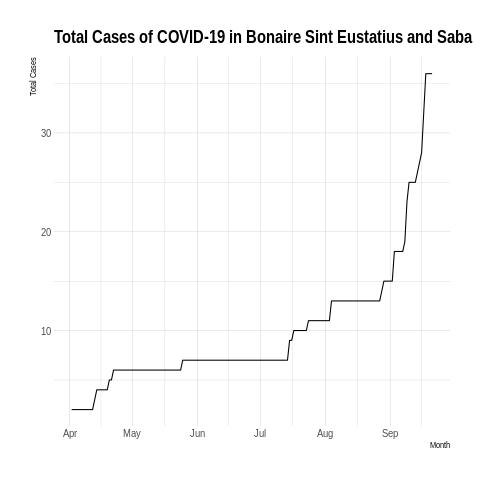 Total Cases of COVID-19 in Bonaire Sint Eustatius and Saba
Total Cases
30
20
10
Apr May Jun Jul Aug Sep
Month